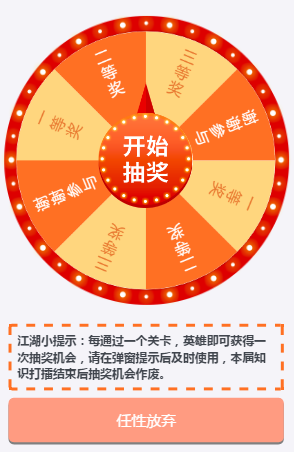 二等奖
三等奖
谢谢参与
一等奖
二等奖
三等奖
谢谢参与
一等奖
开始
抽奖
江湖小提示：每通过一个关卡，英雄即可获得一
次抽奖机会，请在弹窗提示后及时使用，本届知
识打擂结束后抽奖机会作废。
任性放弃